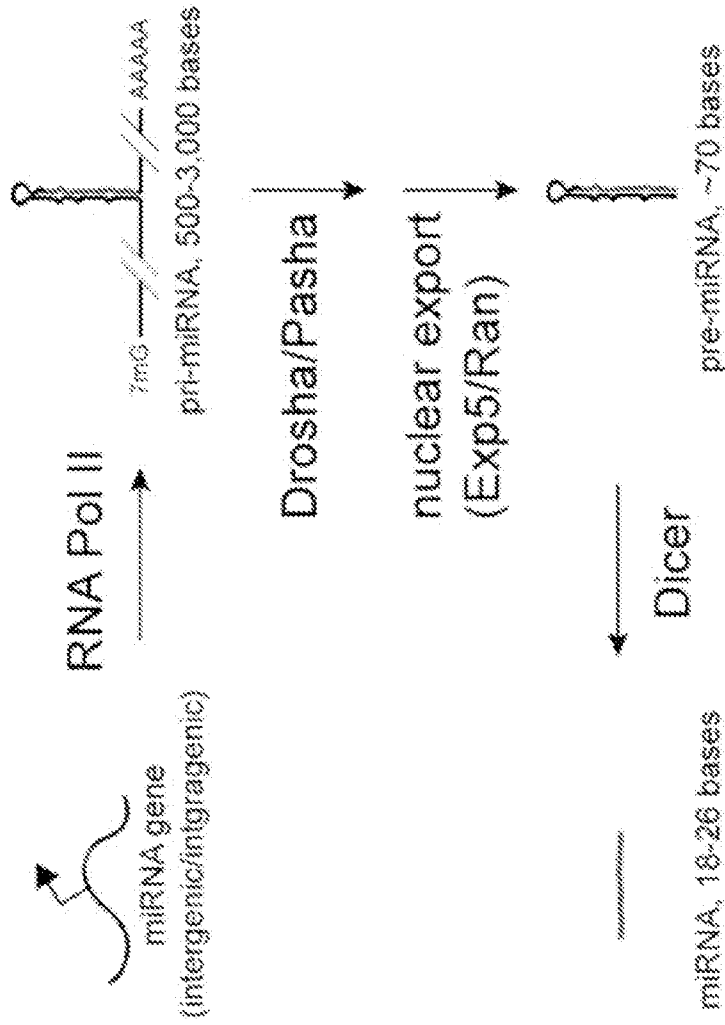 miRNA gene
(intergenic/intgragenic)
RNA Pol II
7mG
AAAAA
pri-miRNA, 500-3,000 bases
Drosha/Pasha
nuclear export
(Exp5/Ran)
pre-miRNA, ~70 bases
Dicer
miRNA, 18-26 bases